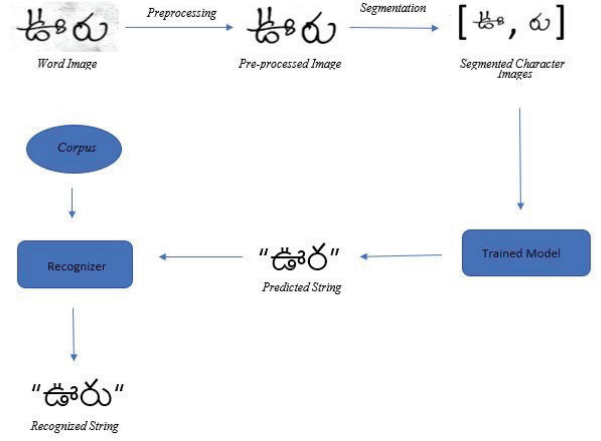 ఊరు Preprocessing ఊరు Segmentation [ ఊ, రు ]
Word Image Pre-processed Image Segmented Character
Images
Corpus
Recognizer "ఊర" Trained Model
Predicted String
"ఊరు"
Recognized String